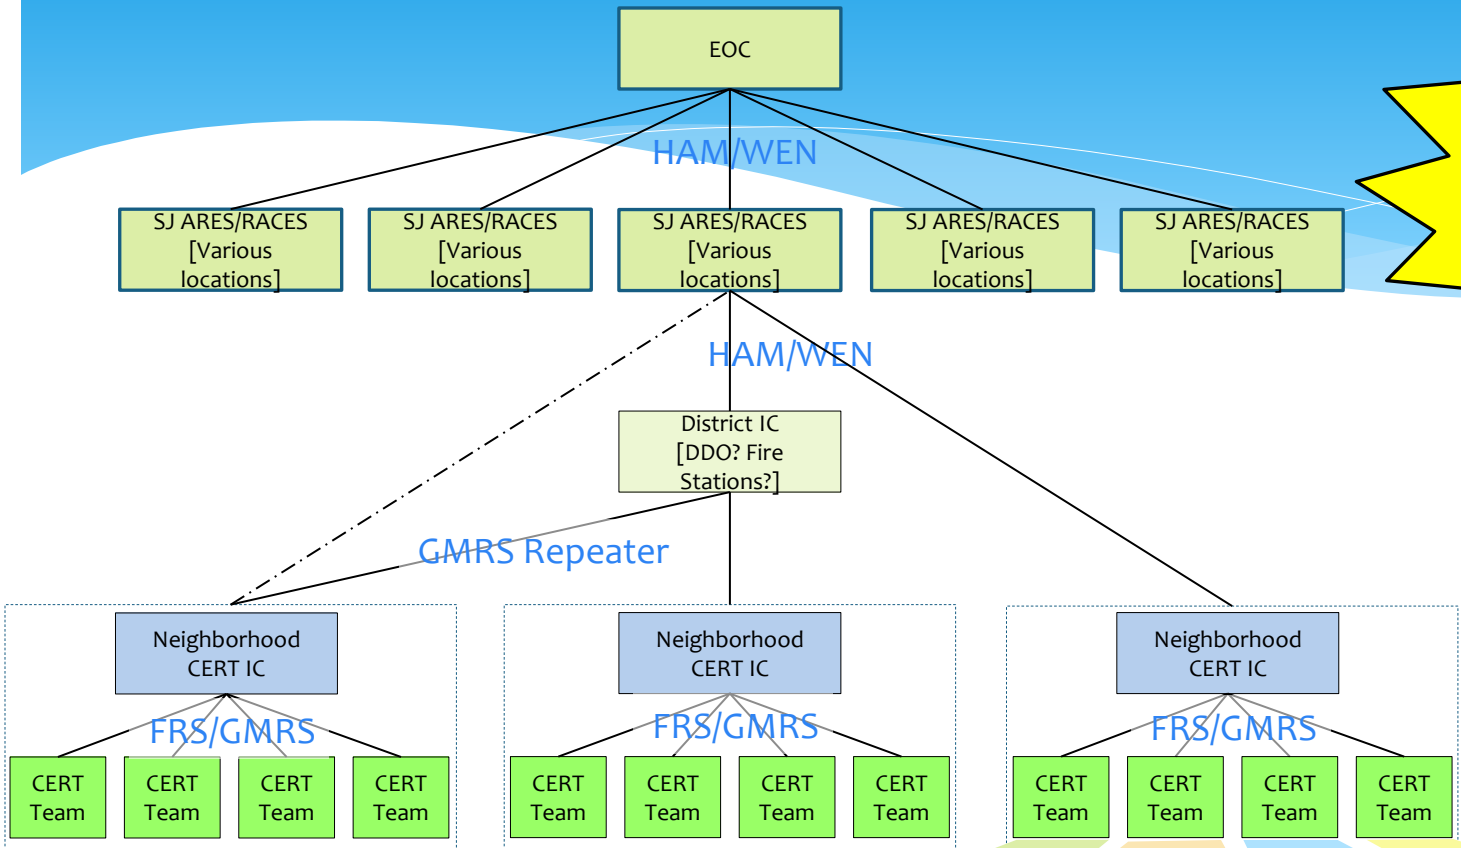 EOC
HAM/WEN
SJ ARES/RACES
[Various
locations]
SJ ARES/RACES
[Various
locations]
SJ ARES/RACES
[Various
locations]
SJ ARES/RACES
[Various
locations]
SJ ARES/RACES
[Various
locations]
HAM/WEN
District IC
[DDO? Fire
Stations?]
GMRS Repeater
Neighborhood
CERT IC
Neighborhood
CERT IC
Neighborhood
CERT IC
FRS/GMRS
FRS/GMRS
FRS/GMRS
CERT
Team
CERT
Team
CERT
Team
CERT
Team
CERT
Team
CERT
Team
CERT
Team
CERT
Team
CERT
Team
CERT
Team
CERT
Team
CERT
Team